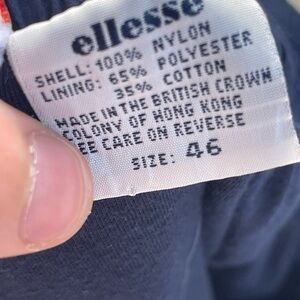 ellesse
SHELL: 100% NYLON
LINING: 65% POLYESTER
35% COTTON
MADE IN THE BRITISH CROWN
COLONY OF HONG KONG
SEE CARE ON REVERSE
SIZE: 46